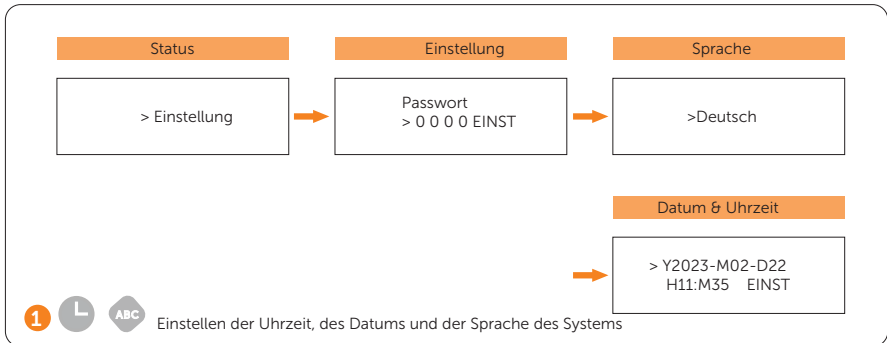 Status
> Einstellung
Einstellung
Passwort
> 0 0 0 0 EINST
Sprache
>Deutsch
Datum & Uhrzeit
> Y2023-M02-D22
H11:M35 EINST
1 ABC Einstellen der Uhrzeit, des Datums und der Sprache des Systems